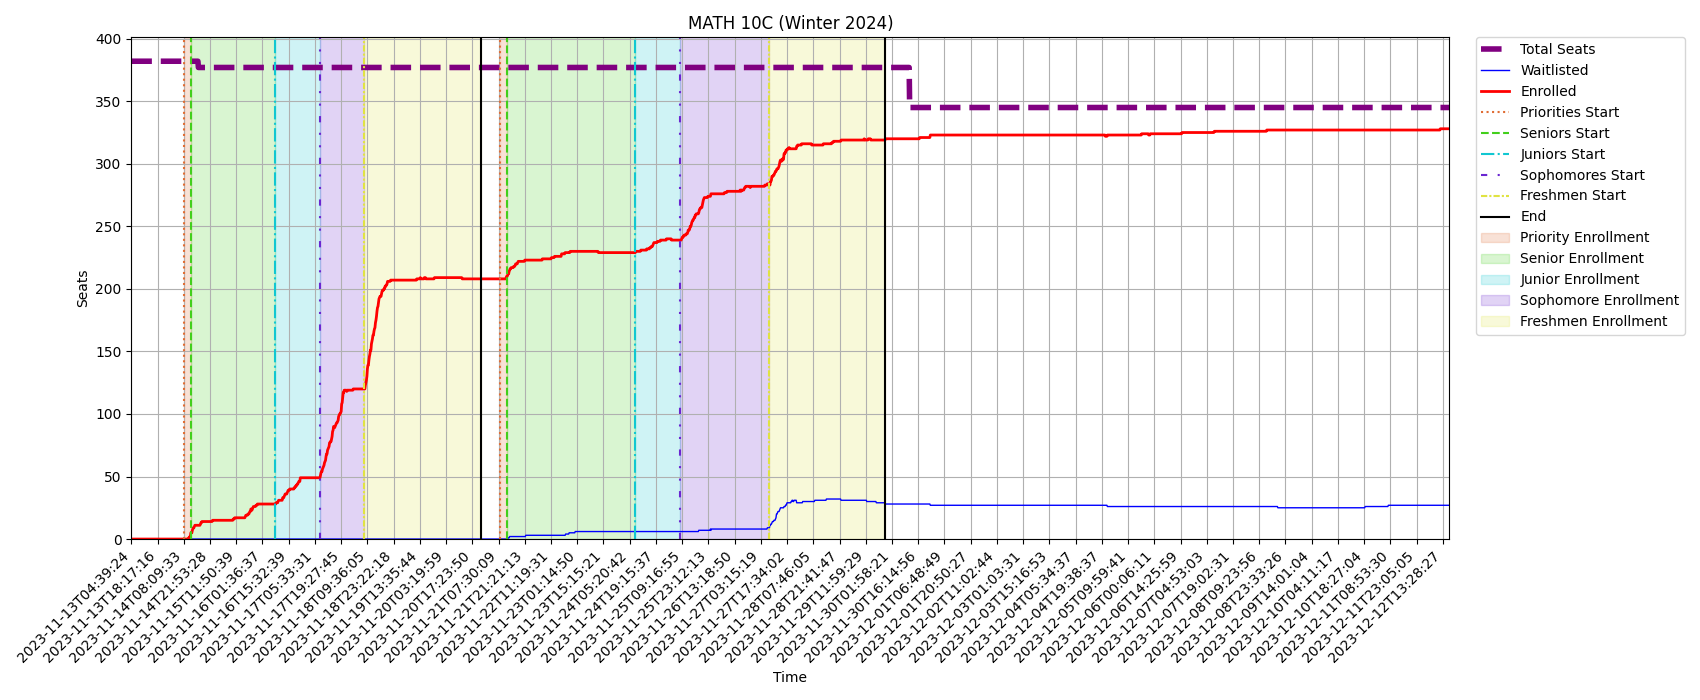 MATH 10C (Winter 2024)
400
350
300
250
200
150
100
50
0
Seats
2023-11-13T04:39:24
2023-11-13T18:17:16
2023-11-14T08:09:33
2023-11-14T21:53:28
2023-11-15T11:50:39
2023-11-16T01:36:37
2023-11-16T15:32:39
2023-11-17T05:33:31
2023-11-17T19:27:45
2023-11-18T09:36:05
2023-11-18T23:22:18
2023-11-19T13:35:44
2023-11-20T03:19:59
2023-11-20T17:23:50
2023-11-21T07:30:09
2023-11-21T21:21:13
2023-11-22T11:19:31
2023-11-23T01:14:50
2023-11-23T15:15:21
2023-11-24T05:20:42
2023-11-24T19:15:37
2023-11-25T09:16:55
2023-11-25T23:12:13
2023-11-26T13:18:50
2023-11-27T03:15:19
2023-11-27T17:34:02
2023-11-28T07:46:05
2023-11-28T21:41:47
2023-11-29T11:59:29
2023-11-30T01:58:21
2023-11-30T16:14:56
2023-12-01T06:48:49
2023-12-01T20:50:27
2023-12-02T11:02:44
2023-12-03T01:03:31
2023-12-03T15:16:53
2023-12-04T05:34:37
2023-12-04T19:38:37
2023-12-05T09:59:41
2023-12-06T00:06:11
2023-12-06T14:25:59
2023-12-07T04:53:03
2023-12-07T19:02:31
2023-12-08T09:23:56
2023-12-08T23:33:26
2023-12-09T14:01:04
2023-12-10T04:11:17
2023-12-10T18:27:04
2023-12-11T08:53:30
2023-12-11T23:05:05
2023-12-12T13:28:27
Time
Total Seats
Waitlisted
Enrolled
Priorities Start
Seniors Start
Juniors Start
Sophomores Start
Freshmen Start
End
Priority Enrollment
Senior Enrollment
Junior Enrollment
Sophomore Enrollment
Freshmen Enrollment